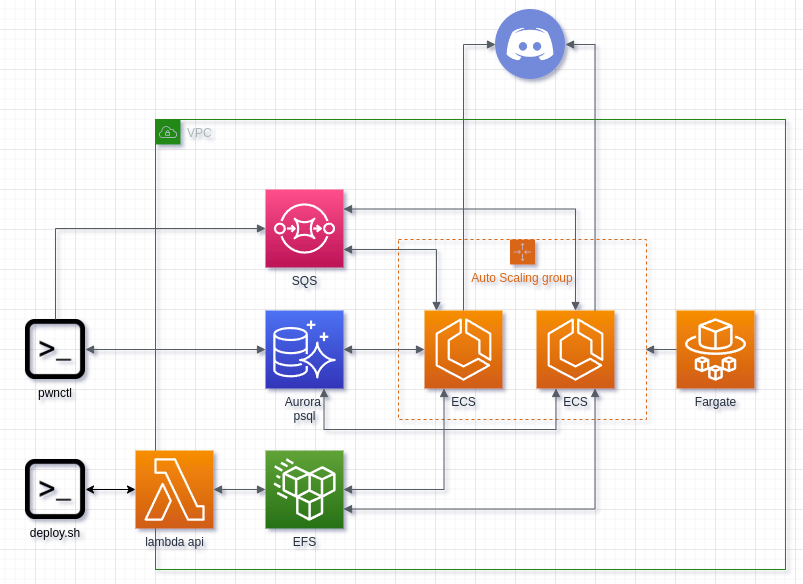 VPC
SQS
Auto Scaling group
>_
pwnctl
Aurora
psql
ECS
ECS
Fargate
>_
deploy.sh
lambda api
EFS